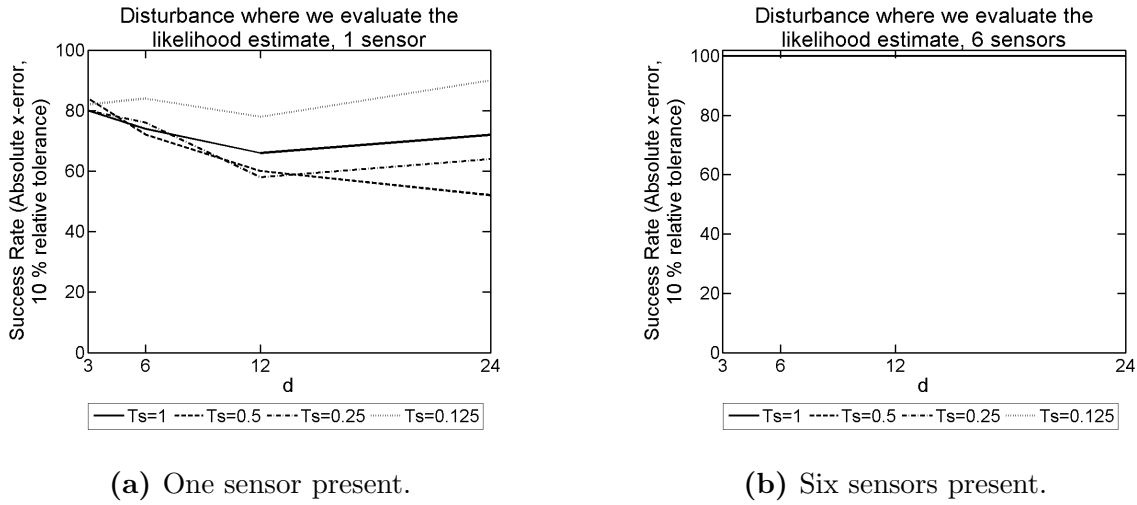 Disturbance where we evaluate the
likelihood estimate, 1 sensor
Success Rate (Absolute x-error,
10 % relative tolerance)
100
80
60
40
20
0
3
6
12
24
d
Ts=1
Ts=0.5
Ts=0.25
Ts=0.125
(a) One sensor present.
Disturbance where we evaluate the
likelihood estimate, 6 sensors
Success Rate (Absolute x-error,
10 % relative tolerance)
100
80
60
40
20
0
3
6
12
24
d
Ts=1
Ts=0.5
Ts=0.25
Ts=0.125
(b) Six sensors present.